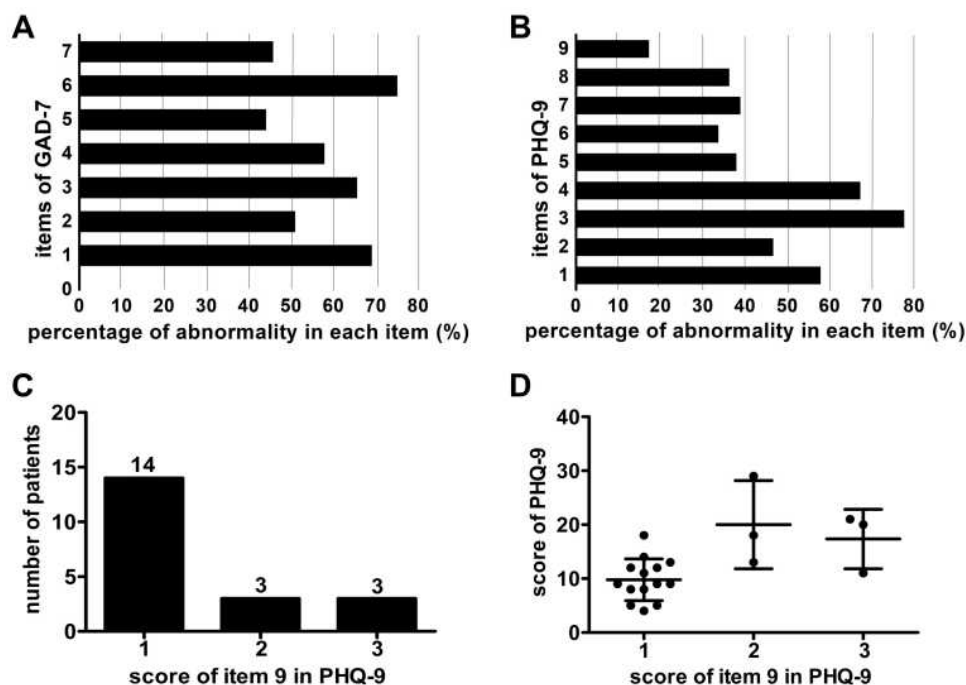 A
items of GAD-7
7
6
5
4
3
2
1
0
0 10 20 30 40 50 60 70 80
percentage of abnormality in each item (%)
B
items of PHQ-9
9
8
7
6
5
4
3
2
1
0 10 20 30 40 50 60 70 80
percentage of abnormality in each item (%)
C
number of patients
20
15
10
5
0
14
3
3
1 2 3
score of item 9 in PHQ-9
D
score of PHQ-9
40
30
20
10
0
1 2 3
score of item 9 in PHQ-9